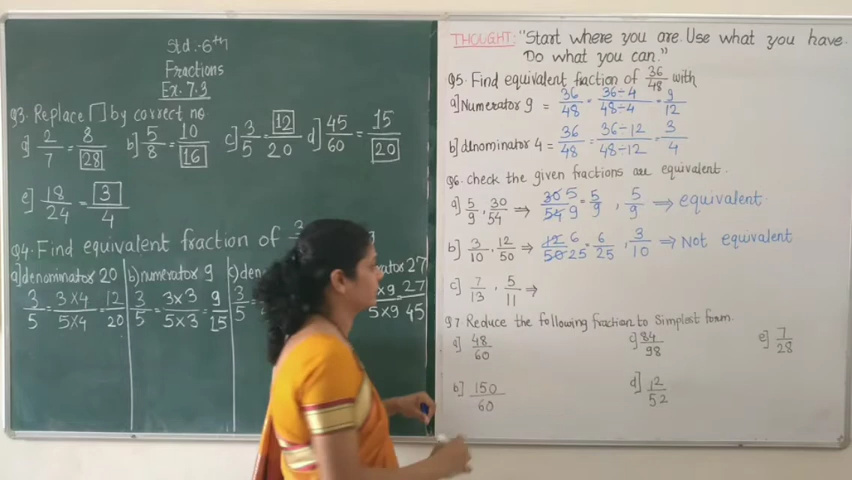 Std.-6th
Fractions
Ex. 7.3
Q3. Replace □ by correct no
a] 2/7 = 8/28 b] 5/8 = 10/16 c] 3/5 = 12/20 d] 45/60 = 15/20
e] 18/24 = 3/4
Q4. Find equivalent fraction of
a) denominator 20 b) numerator 9 c) den 27
3/5 = 3×4/5×4 = 12/20 3/5 = 3×3/5×3 = 9/15 3/5 ×9/5×9 = 27/45
THOUGHT: "Start where you are. Use what you have.
Do what you can."
Q5. Find equivalent fraction of 36/48 with
a) Numerator 9 = 36/48 = 36÷4/48÷4 = 9/12
b) denominator 4 = 36/48 = 36÷12/48÷12 = 3/4
Q6. check the given fractions are equivalent.
a) 5/9, 30/54 ⇒ 30/54 5/9 = 5/9, 5/9 ⇒ equivalent
b) 3/10, 12/50 ⇒ 12/50 6/25 = 6/25, 3/10 ⇒ Not equivalent
c] 7/13, 5/11 ⇒
Q7 Reduce the following fraction to Simplest form
a] 48/60 c] 84/98 e] 7/28
b] 150/60 d] 12/52